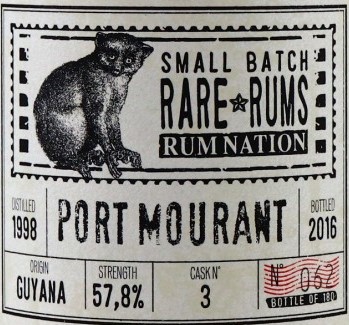 SMALL BATCH
RARE★RUMS
RUM NATION
DISTILLED
1998
PORT MOURANT
BOTTLED
2016
ORIGIN
GUYANA
STRENGTH
57,8%
CASK N°
3
N° 062
BOTTLE OF 180